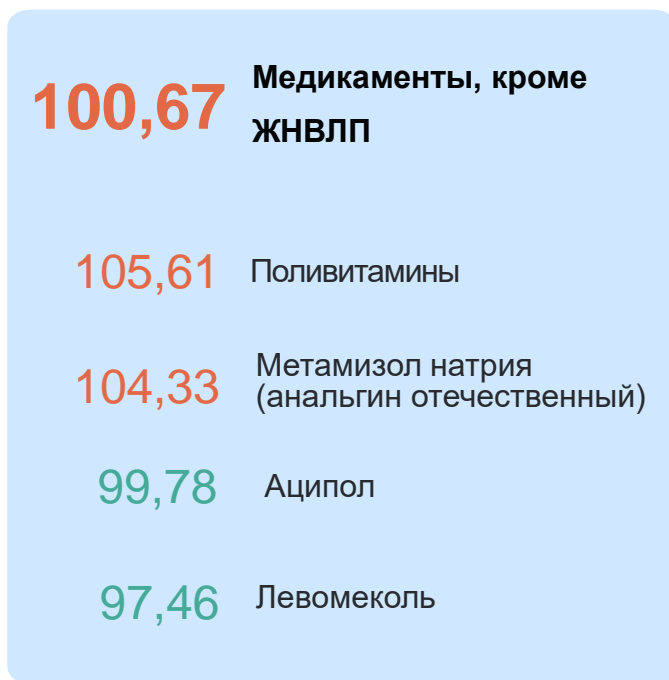 100,67 Медикаменты, кроме
ЖНВЛП
105,61 Поливитамины
104,33 Метамизол натрия
(анальгин отечественный)
99,78 Аципол
97,46 Левомеколь